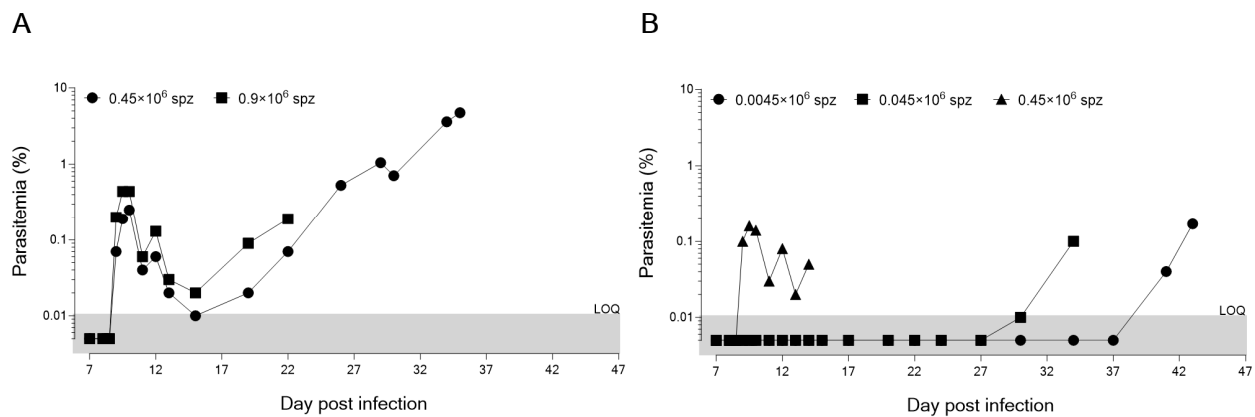 A
0.45×10⁶ spz 0.9×10⁶ spz
Parasitemia (%)
10
1
0.1
0.01
LOQ
7 12 17 22 27 32 37 42 47
Day post infection
B
0.0045×10⁶ spz 0.045×10⁶ spz 0.45×10⁶ spz
Parasitemia (%)
10
1
0.1
0.01
LOQ
7 12 17 22 27 32 37 42 47
Day post infection